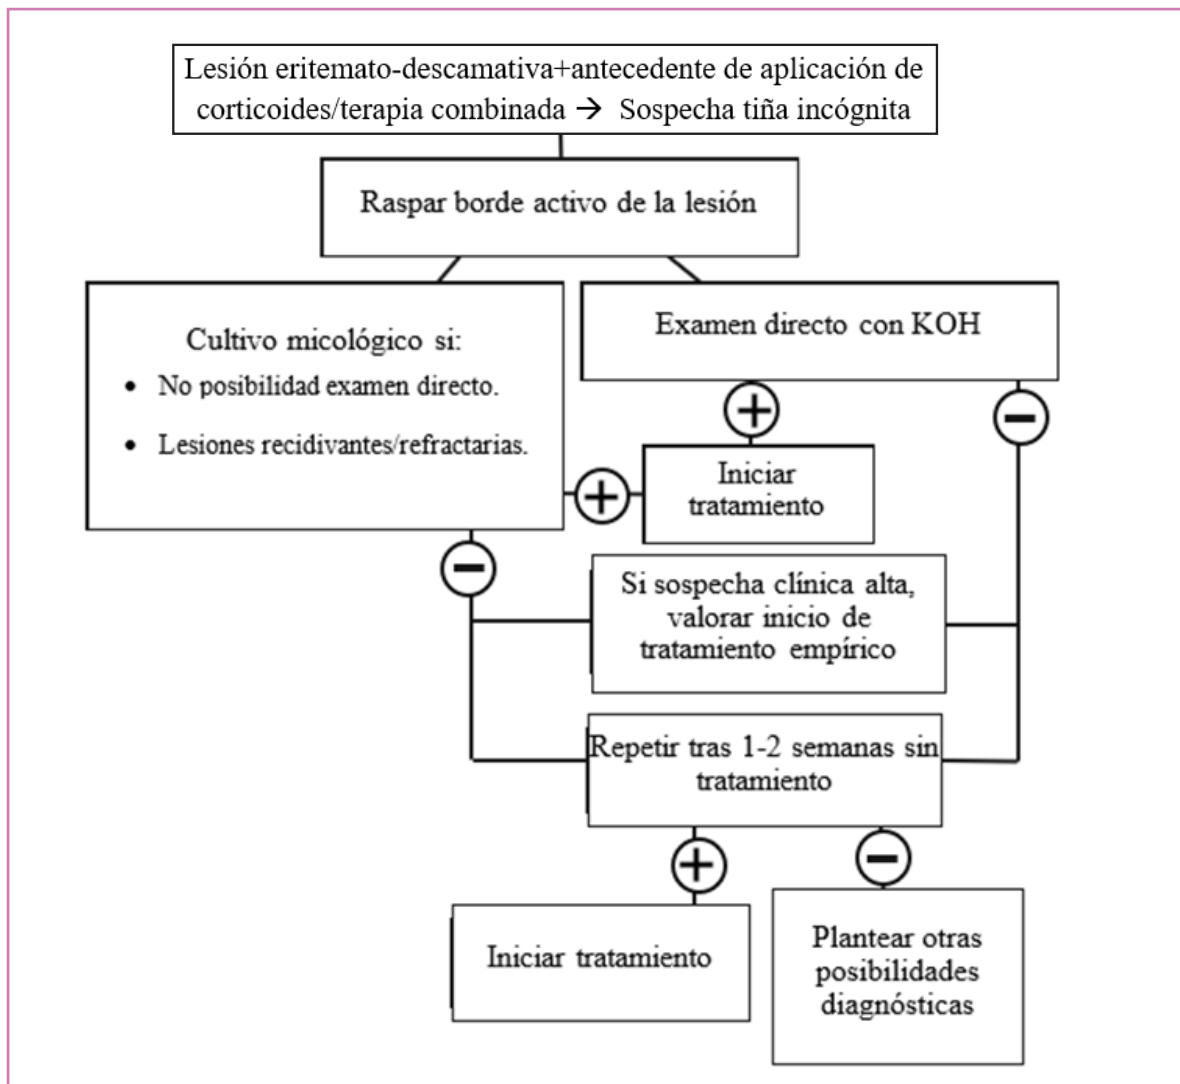 Lesión eritemato-descamativa+antecedente de aplicación de
corticoides/terapia combinada → Sospecha tiña incógnita
Raspar borde activo de la lesión
Cultivo micológico si:
• No posibilidad examen directo.
• Lesiones recidivantes/refractarias.
Examen directo con KOH
+
−
Iniciar
tratamiento
+
−
Si sospecha clínica alta,
valorar inicio de
tratamiento empírico
Repetir tras 1-2 semanas sin
tratamiento
+
−
Iniciar tratamiento
Plantear otras
posibilidades
diagnósticas